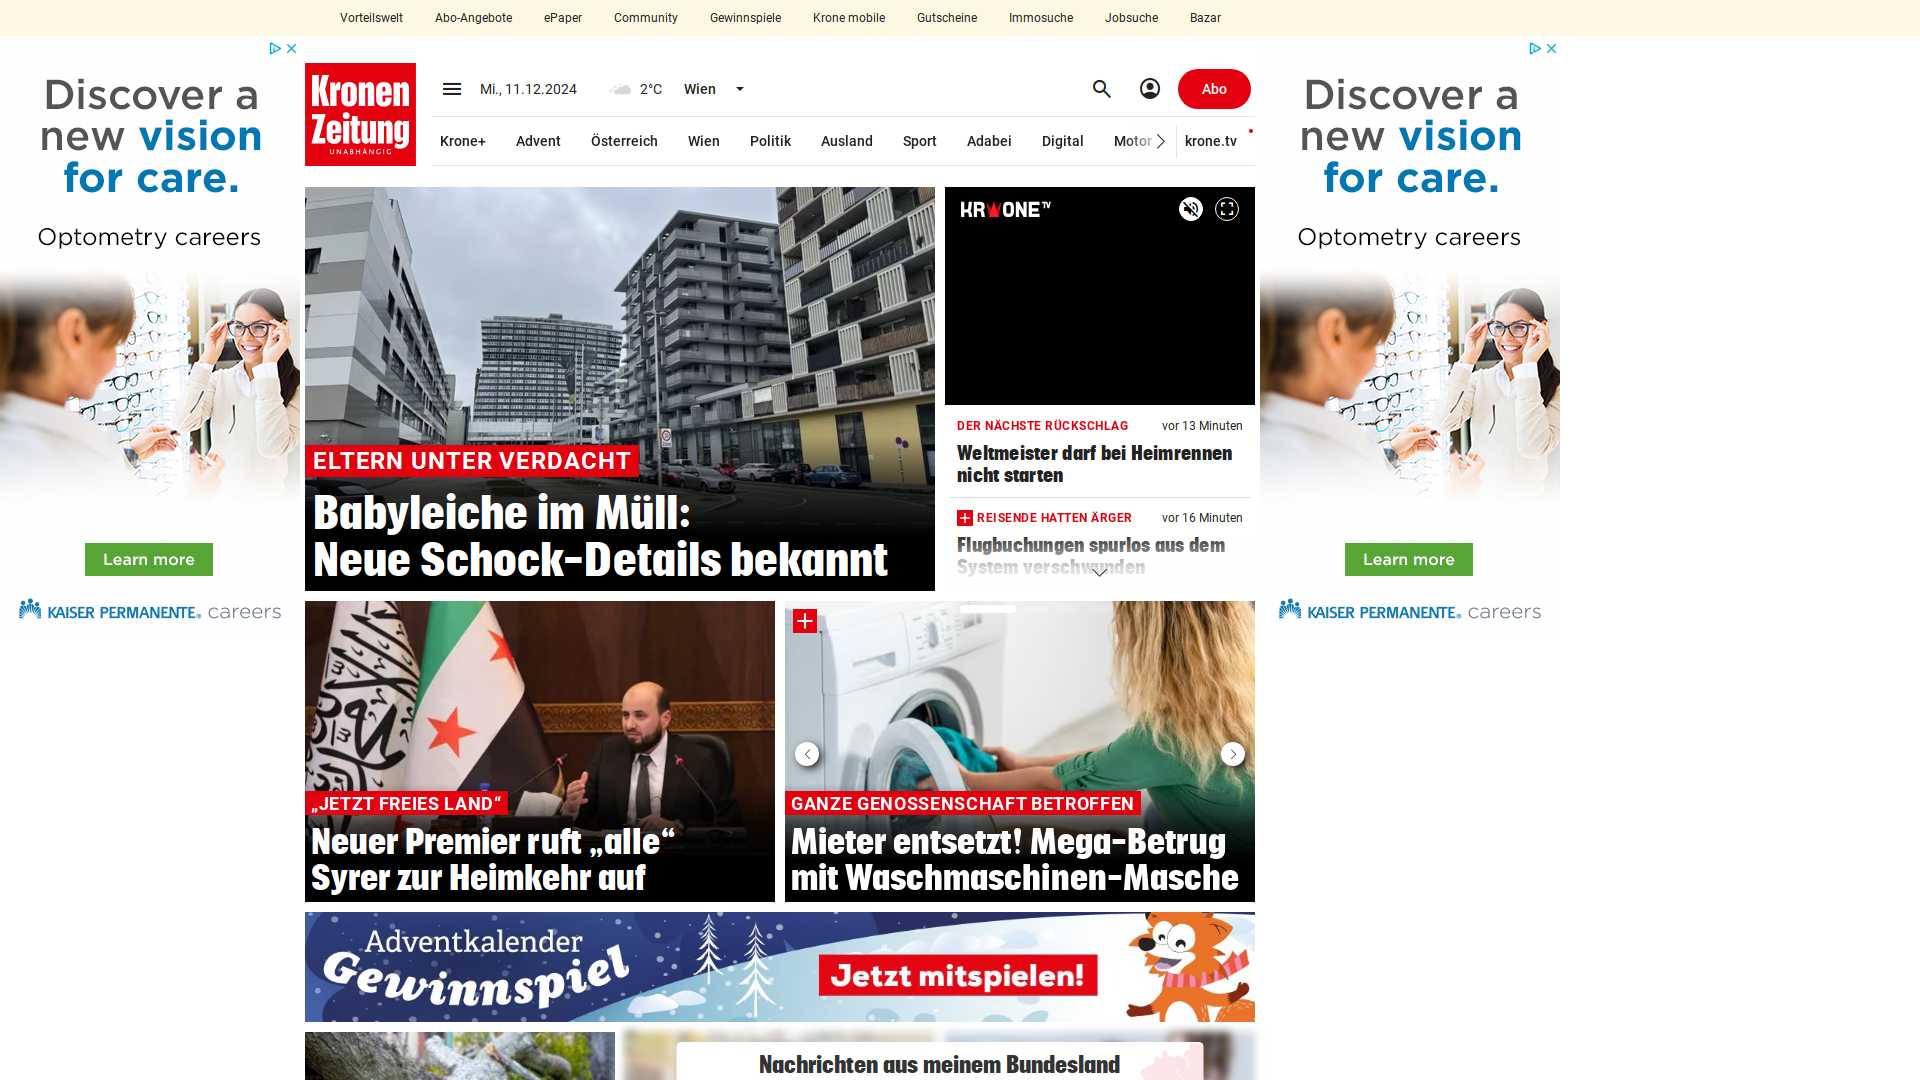 Vorteilswelt Abo-Angebote ePaper Community Gewinnspiele Krone mobile Gutscheine Immosuche Jobsuche Bazar
Discover a
new vision
for care.
Optometry careers
Learn more
KAISER PERMANENTE® careers
Kronen
Zeitung
UNABHÄNGIG
Mi., 11.12.2024 2°C Wien
Abo
Krone+ Advent Österreich Wien Politik Ausland Sport Adabei Digital Motor krone.tv
ELTERN UNTER VERDACHT
Babyleiche im Müll:
Neue Schock-Details bekannt
KRONE TV
DER NÄCHSTE RÜCKSCHLAG vor 13 Minuten
Weltmeister darf bei Heimrennen
nicht starten
REISENDE HATTEN ÄRGER vor 16 Minuten
Flugbuchungen spurlos aus dem
System verschwunden
„JETZT FREIES LAND“
Neuer Premier ruft „alle“
Syrer zur Heimkehr auf
GANZE GENOSSENSCHAFT BETROFFEN
Mieter entsetzt! Mega-Betrug
mit Waschmaschinen-Masche
Adventkalender
Gewinnspiel
Jetzt mitspielen!
Nachrichten aus meinem Bundesland
Discover a
new vision
for care.
Optometry careers
Learn more
KAISER PERMANENTE® careers